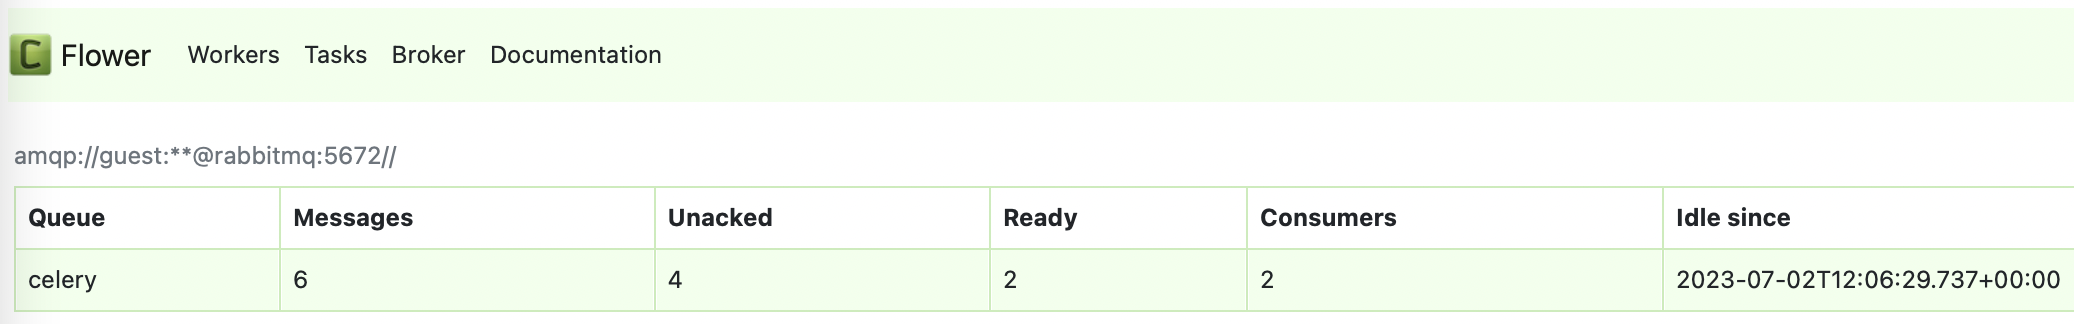 C Flower Workers Tasks Broker Documentation
amqp://guest:**@rabbitmq:5672//
Queue Messages Unacked Ready Consumers Idle since
celery 6 4 2 2 2023-07-02T12:06:29.737+00:00